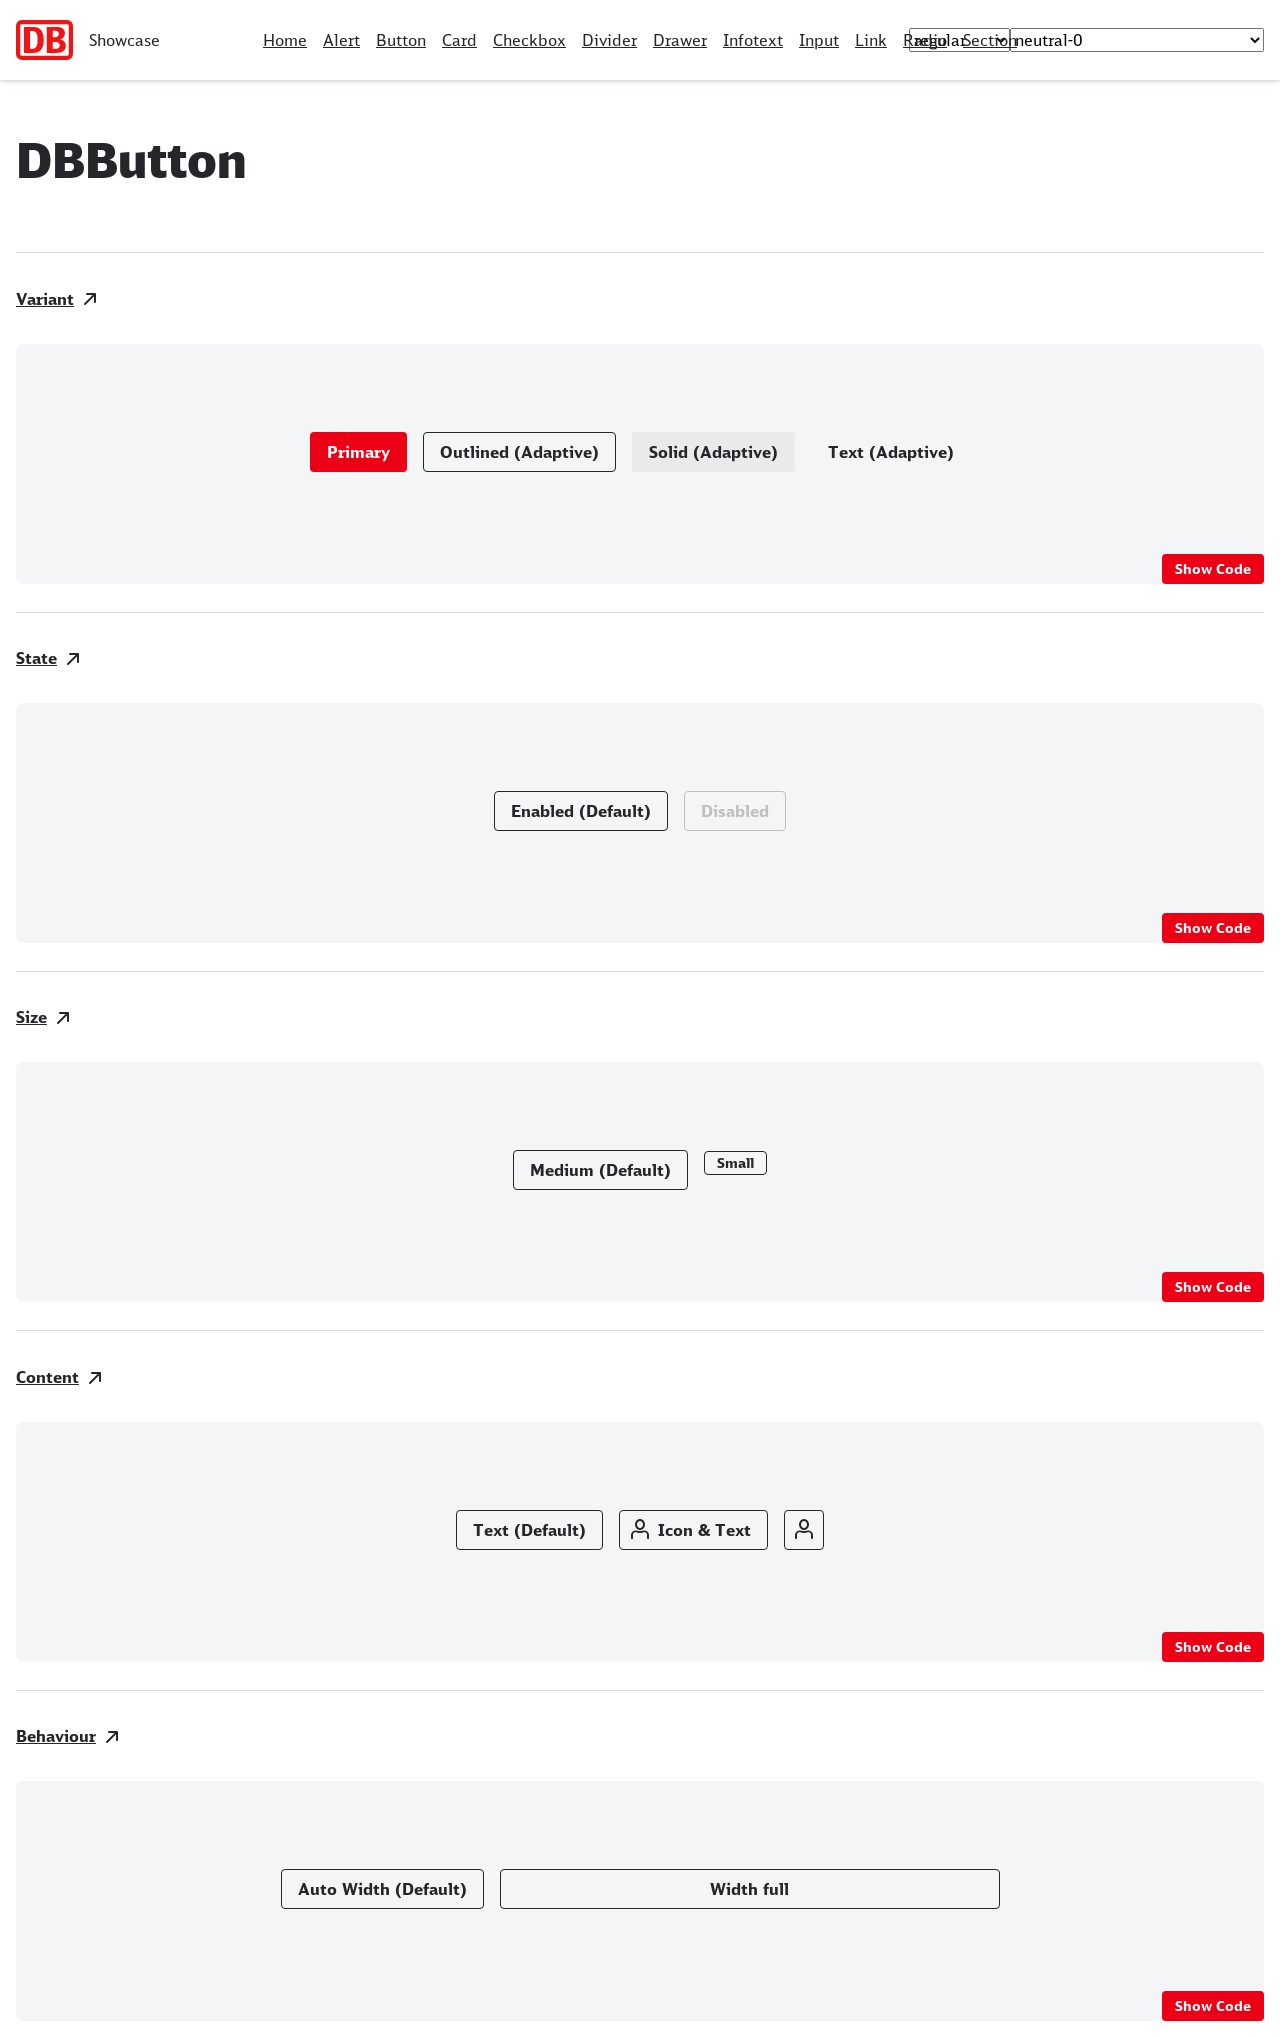 DB Showcase Home Alert Button Card Checkbox Divider Drawer Infotext Input Link Radio Section regular neutral-0
DBButton
Variant
Primary Outlined (Adaptive) Solid (Adaptive) Text (Adaptive)
Show Code
State
Enabled (Default) Disabled
Show Code
Size
Medium (Default) Small
Show Code
Content
Text (Default) Icon & Text
Show Code
Behaviour
Auto Width (Default) Width full
Show Code